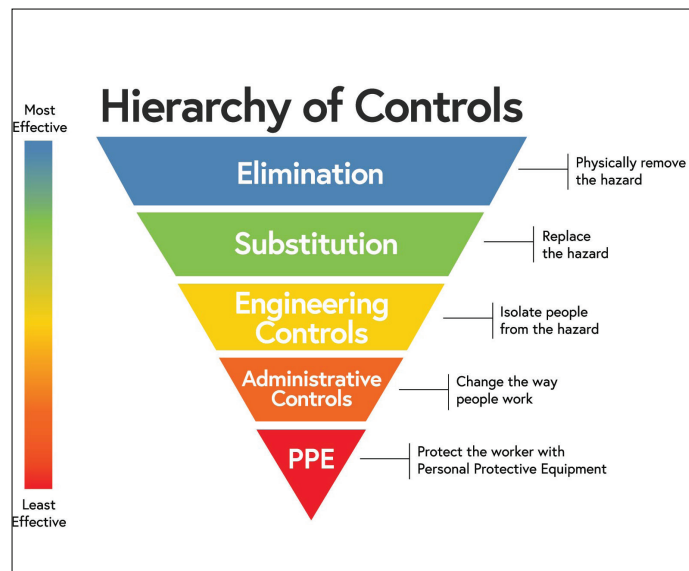 Hierarchy of Controls
Most
Effective
Elimination
Physically remove
the hazard
Substitution
Replace
the hazard
Engineering
Controls
Isolate people
from the hazard
Administrative
Controls
Change the way
people work
PPE
Protect the worker with
Personal Protective Equipment
Least
Effective